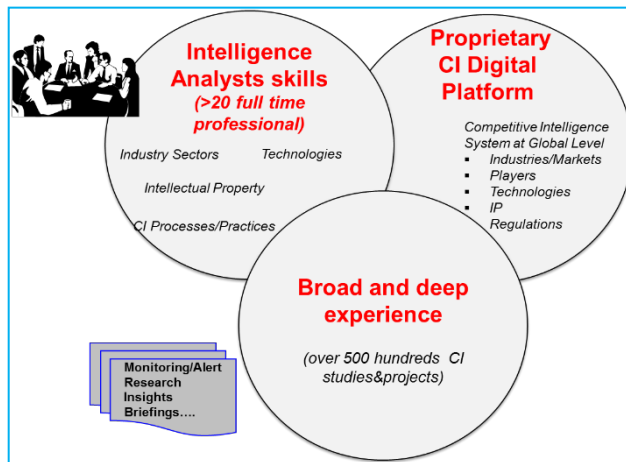 Intelligence
Analysts skills
(>20 full time
professional)
Industry Sectors Technologies
Intellectual Property
CI Processes/Practices
Proprietary
CI Digital
Platform
Competitive Intelligence
System at Global Level
▪ Industries/Markets
▪ Players
▪ Technologies
▪ IP
▪ Regulations
Broad and deep
experience
(over 500 hundreds CI
studies&projects)
Monitoring/Alert
Research
Insights
Briefings….